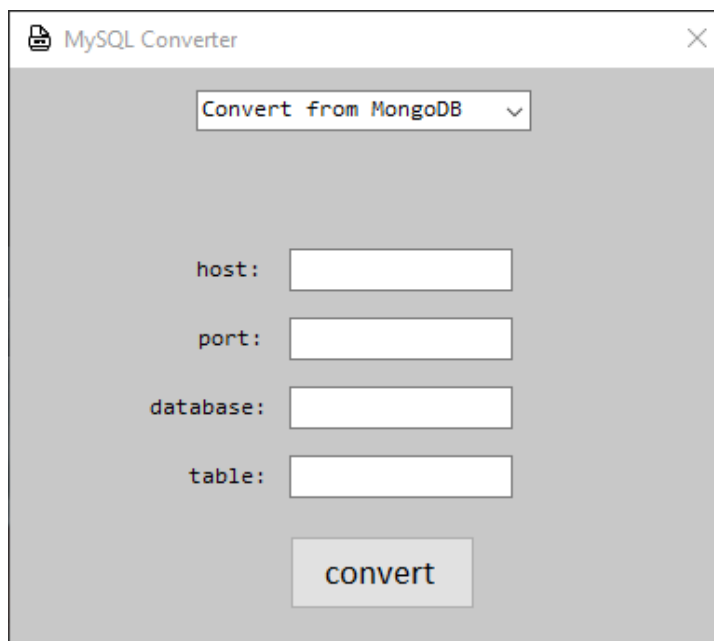 MySQL Converter
Convert from MongoDB
host:
port:
database:
table:
convert